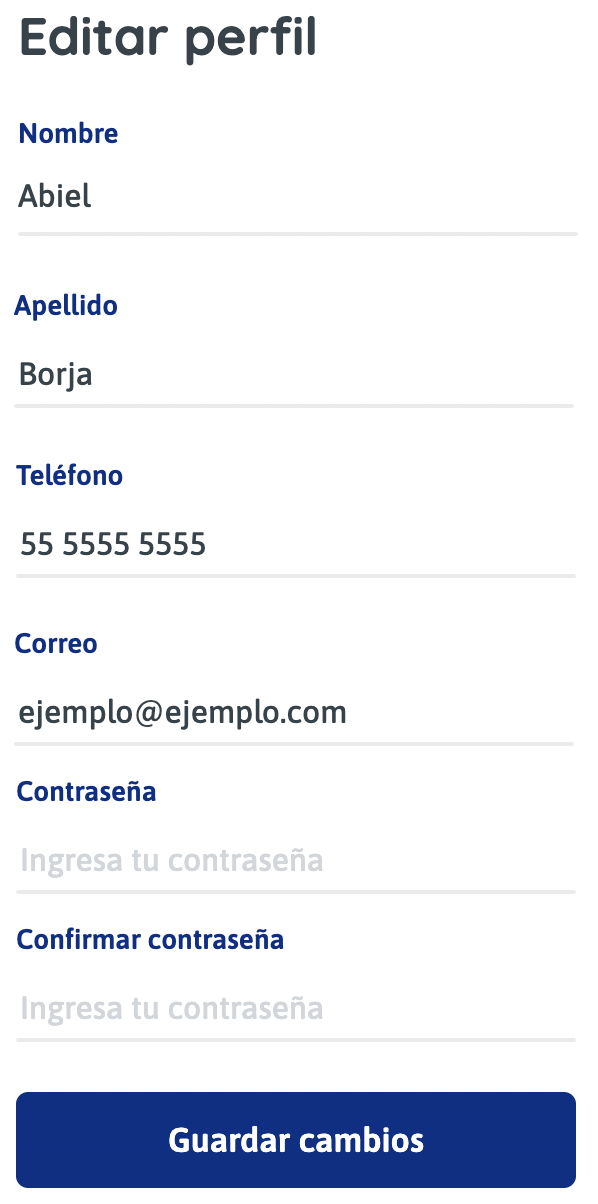 Editar perfil
Nombre
Abiel
Apellido
Borja
Teléfono
55 5555 5555
Correo
ejemplo@ejemplo.com
Contraseña
Ingresa tu contraseña
Confirmar contraseña
Ingresa tu contraseña
Guardar cambios